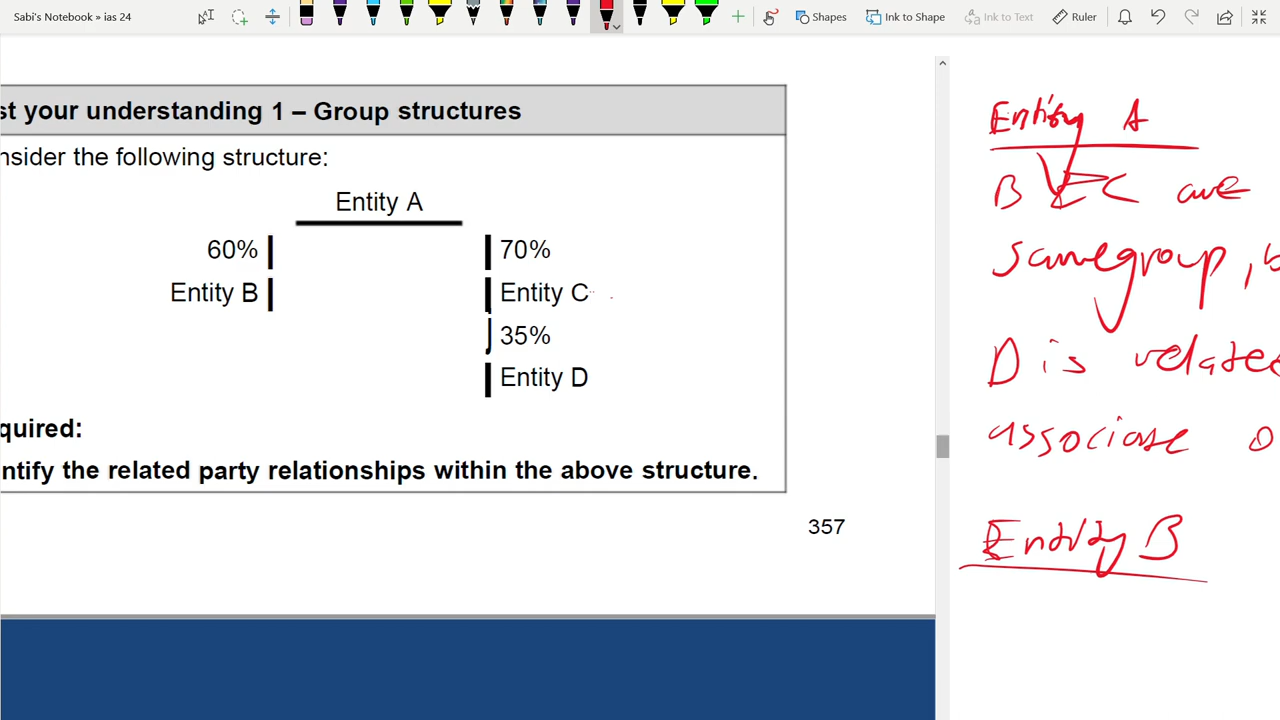 Sabi's Notebook » ias 24
Shapes
Ink to Shape
Ink to Text
Ruler
st your understanding 1 – Group structures
nsider the following structure:
Entity A
60%
70%
Entity B
Entity C
35%
Entity D
quired:
ntify the related party relationships within the above structure.
357
Entity A
B & C are
same group, b
D is related
associate o
Entity B